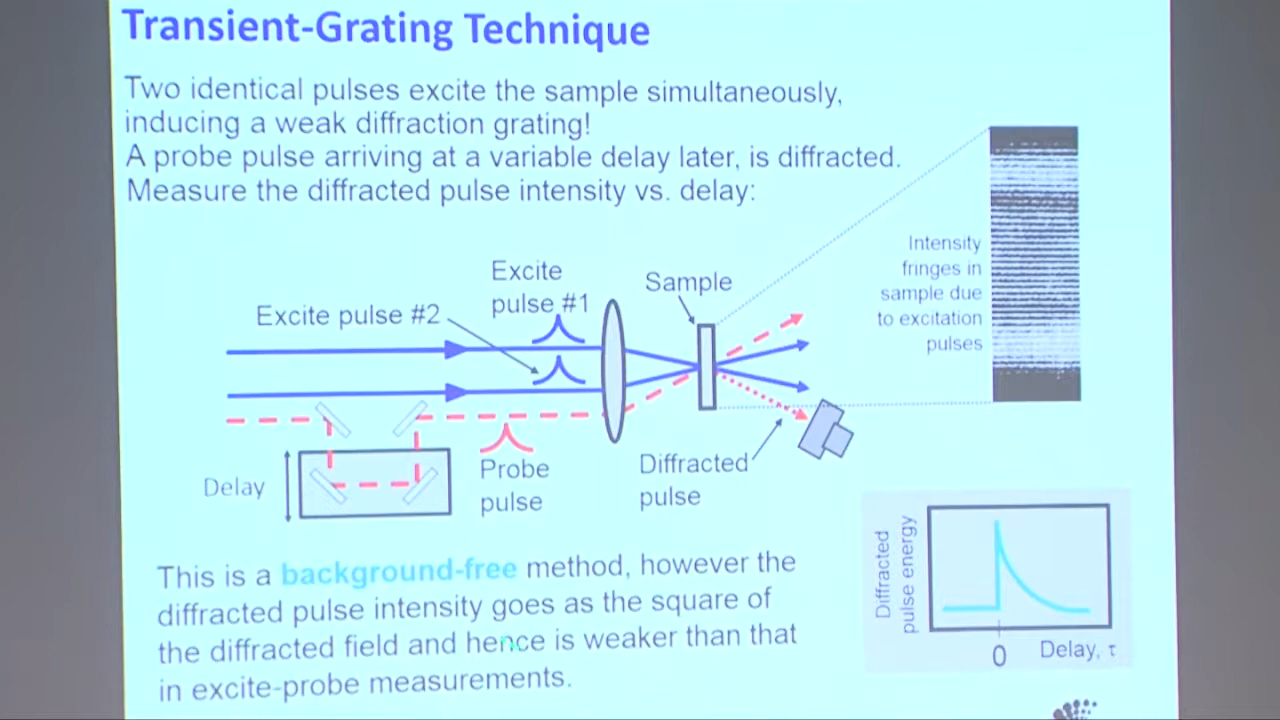 Transient-Grating Technique
Two identical pulses excite the sample simultaneously,
inducing a weak diffraction grating!
A probe pulse arriving at a variable delay later, is diffracted.
Measure the diffracted pulse intensity vs. delay:
Intensity
fringes in
sample due
to excitation
pulses
Excite
pulse #1
Sample
Excite pulse #2
Delay
Probe
pulse
Diffracted
pulse
Diffracted
pulse energy
0
Delay, τ
This is a background-free method, however the
diffracted pulse intensity goes as the square of
the diffracted field and hence is weaker than that
in excite-probe measurements.